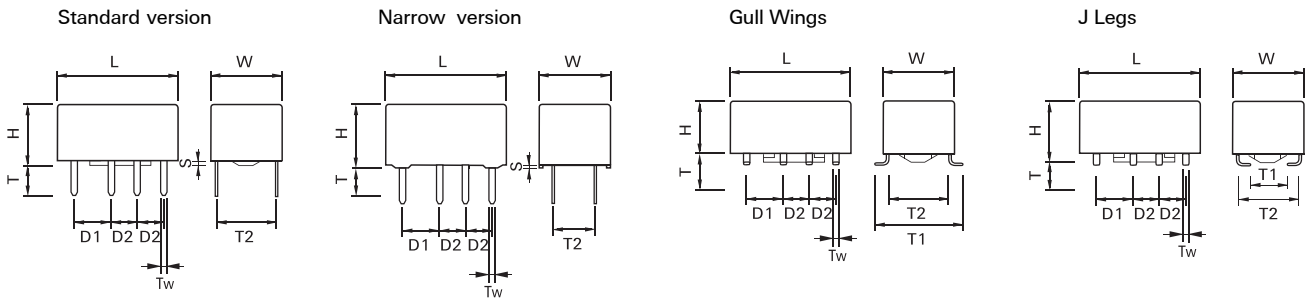 Standard version
L
W
H
T
S
D1 D2 D2
T2
Tw
Narrow version
L
W
H
T
S
D1 D2 D2
T2
Tw
Gull Wings
L
W
H
T
D1 D2 D2
T2
T1
Tw
J Legs
L
W
H
T
D1 D2 D2
T1
T2
Tw